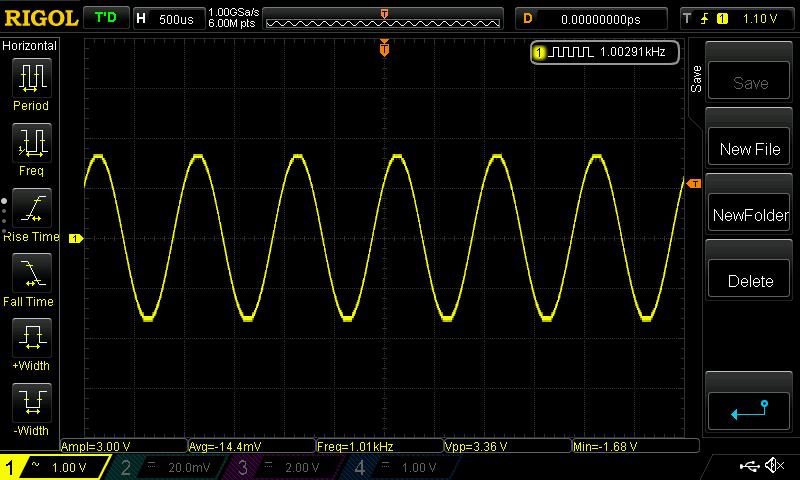 RIGOL T'D H 500us 1.00GSa/s 6.00M pts T D 0.00000000ps T 1 1.10 V
Horizontal
T
1 1.00291kHz
Save
Period
Freq
Rise Time
Fall Time
+Width
-Width
1
T
Save
New File
NewFolder
Delete
Ampl=3.00 V Avg=-14.4mV Freq=1.01kHz Vpp=3.36 V Min=-1.68 V
1 ~ 1.00 V 2 20.0mV 3 2.00 V 4 1.00 V